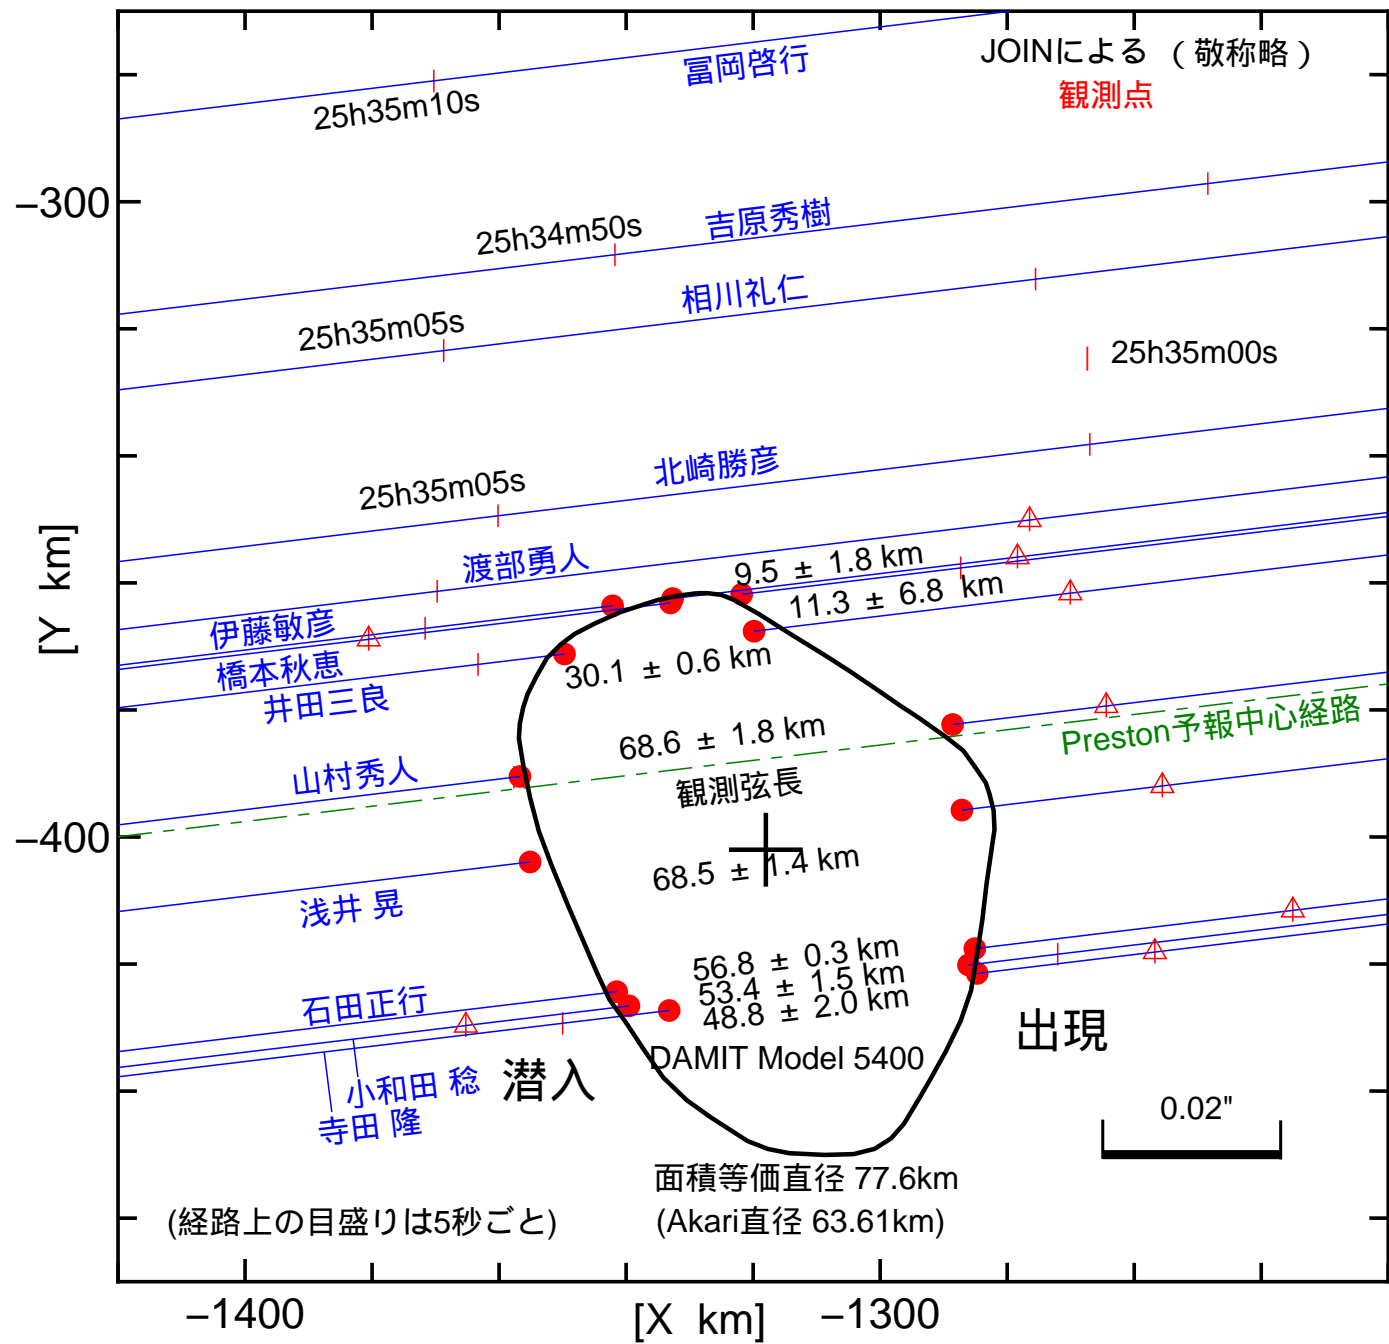 JOINによる （敬称略）
冨岡啓行
観測点
25h35m10s
−300
吉原秀樹
25h34m50s
相川礼仁
25h35m05s
25h35m00s
北崎勝彦
25h35m05s
渡部勇人
9.5 ± 1.8 km
11.3 ± 6.8 km
[Y km]
伊藤敏彦
橋本秋恵
30.1 ± 0.6 km
井田三良
68.6 ± 1.8 km
Preston予報中心経路
山村秀人
観測弦長
−400
68.5 ± 1.4 km
浅井 晃
56.8 ± 0.3 km
53.4 ± 1.5 km
48.8 ± 2.0 km
石田正行
出現
DAMIT Model 5400
潜入
小和田 稔
寺田 隆
0.02"
面積等価直径 77.6km
(経路上の目盛りは5秒ごと)
(Akari直径 63.61km)
−1400
[X km]
−1300